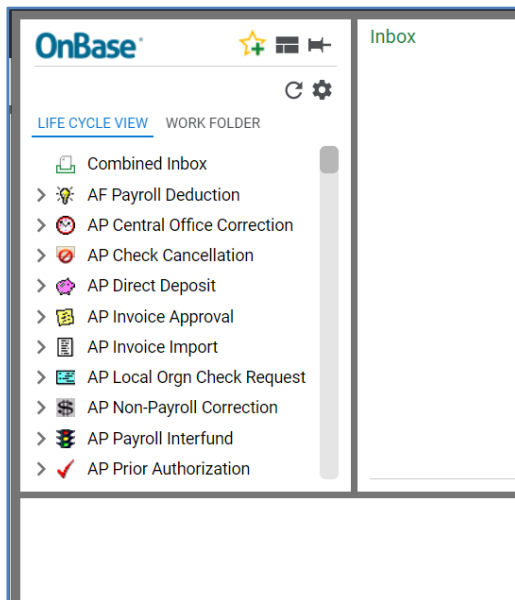 OnBase
Inbox
LIFE CYCLE VIEW WORK FOLDER
Combined Inbox
AF Payroll Deduction
AP Central Office Correction
AP Check Cancellation
AP Direct Deposit
AP Invoice Approval
AP Invoice Import
AP Local Orgn Check Request
AP Non-Payroll Correction
AP Payroll Interfund
AP Prior Authorization